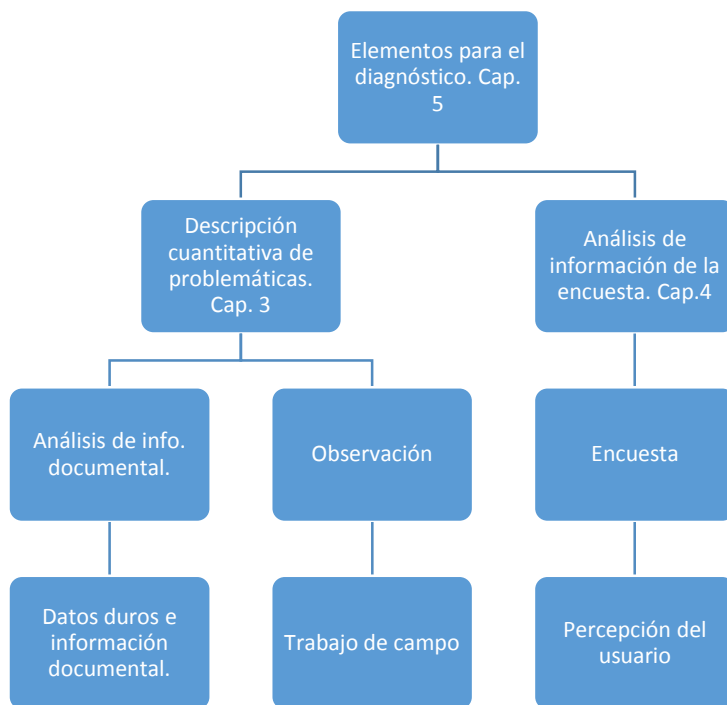 Elementos para el
diagnóstico. Cap.
5
Descripción
cuantitativa de
problemáticas.
Cap. 3
Análisis de
información de la
encuesta. Cap.4
Análisis de info.
documental.
Observación
Encuesta
Datos duros e
información
documental.
Trabajo de campo
Percepción del
usuario